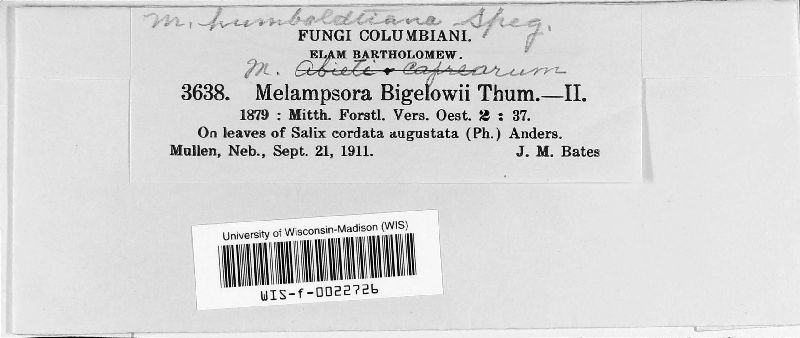 M. humboldtiana Speg.
FUNGI COLUMBIANI.
ELAM BARTHOLOMEW.
M. Abieti-caprearum
3638. Melampsora Bigelowii Thum.—II.
1879 : Mitth. Forstl. Vers. Oest. 2 : 37.
On leaves of Salix cordata augustata (Ph.) Anders.
Mullen, Neb., Sept. 21, 1911. J. M. Bates
University of Wisconsin-Madison (WIS)
WIS-f-0022726